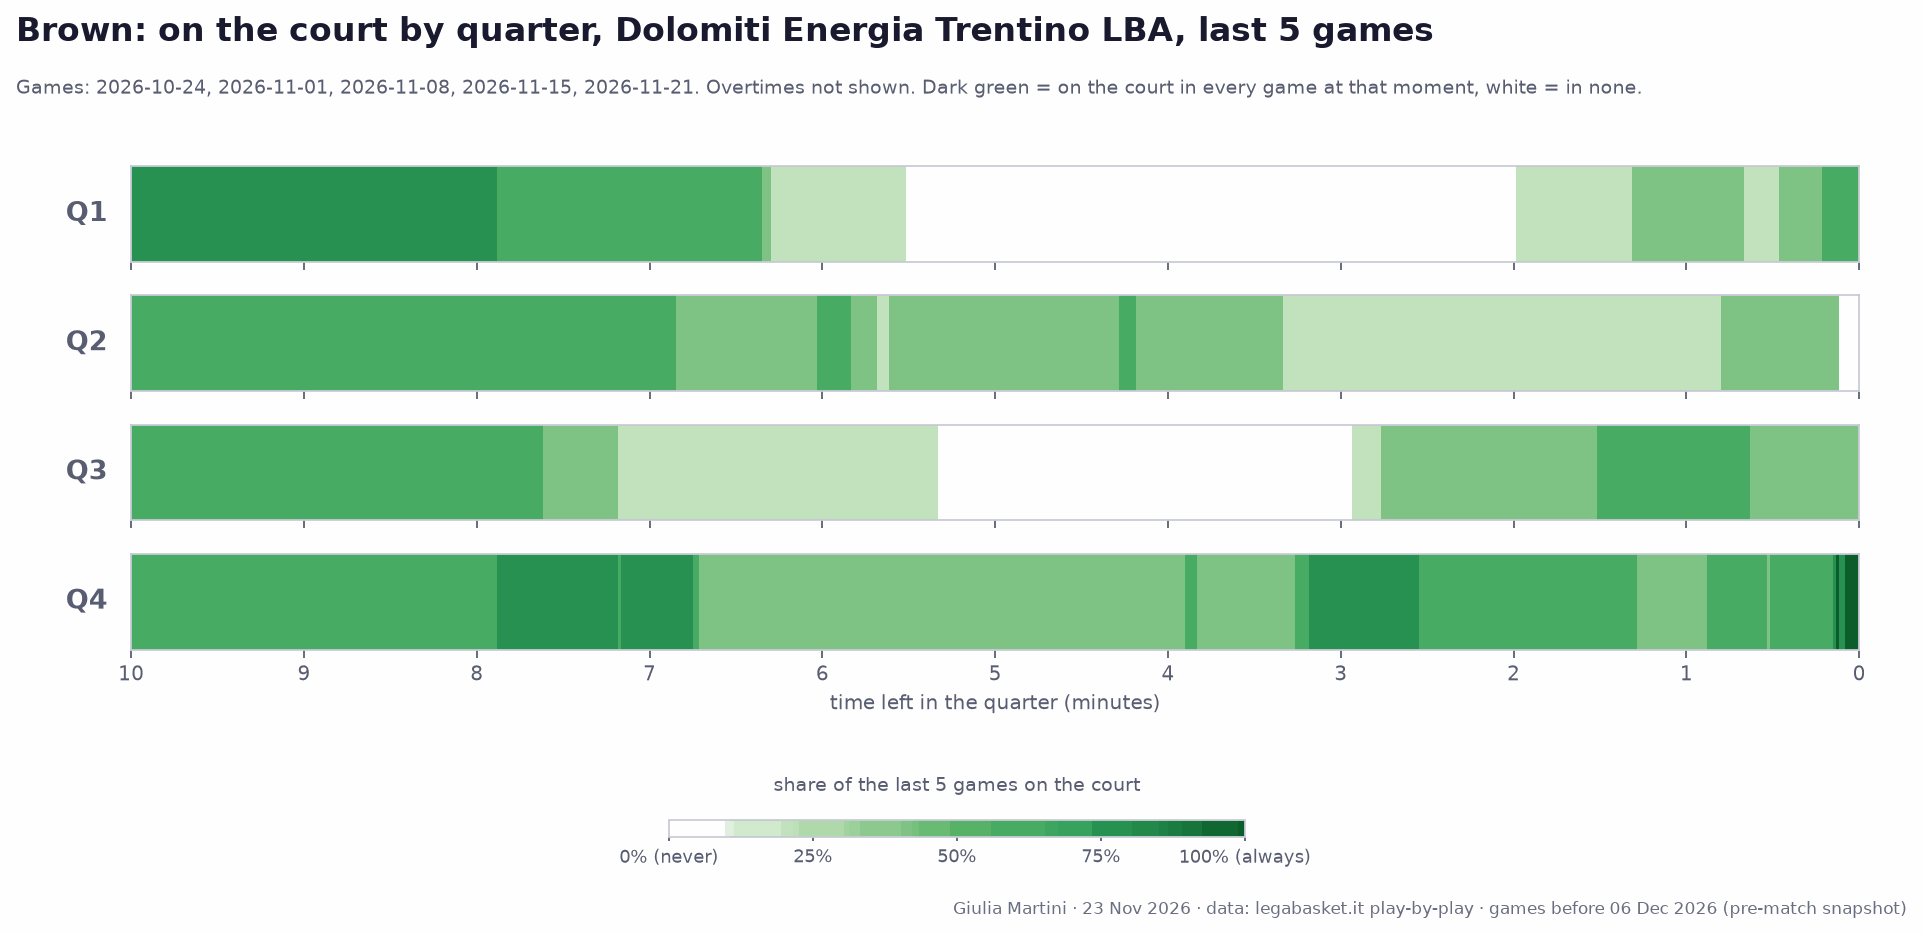 Brown: on the court by quarter, Dolomiti Energia Trentino LBA, last 5 games
Games: 2026-10-24, 2026-11-01, 2026-11-08, 2026-11-15, 2026-11-21. Overtimes not shown. Dark green = on the court in every game at that moment, white = in none.
Q1
Q2
Q3
Q4
10 9 8 7 6 5 4 3 2 1 0
time left in the quarter (minutes)
share of the last 5 games on the court
0% (never) 25% 50% 75% 100% (always)
Giulia Martini · 23 Nov 2026 · data: legabasket.it play-by-play · games before 06 Dec 2026 (pre-match snapshot)